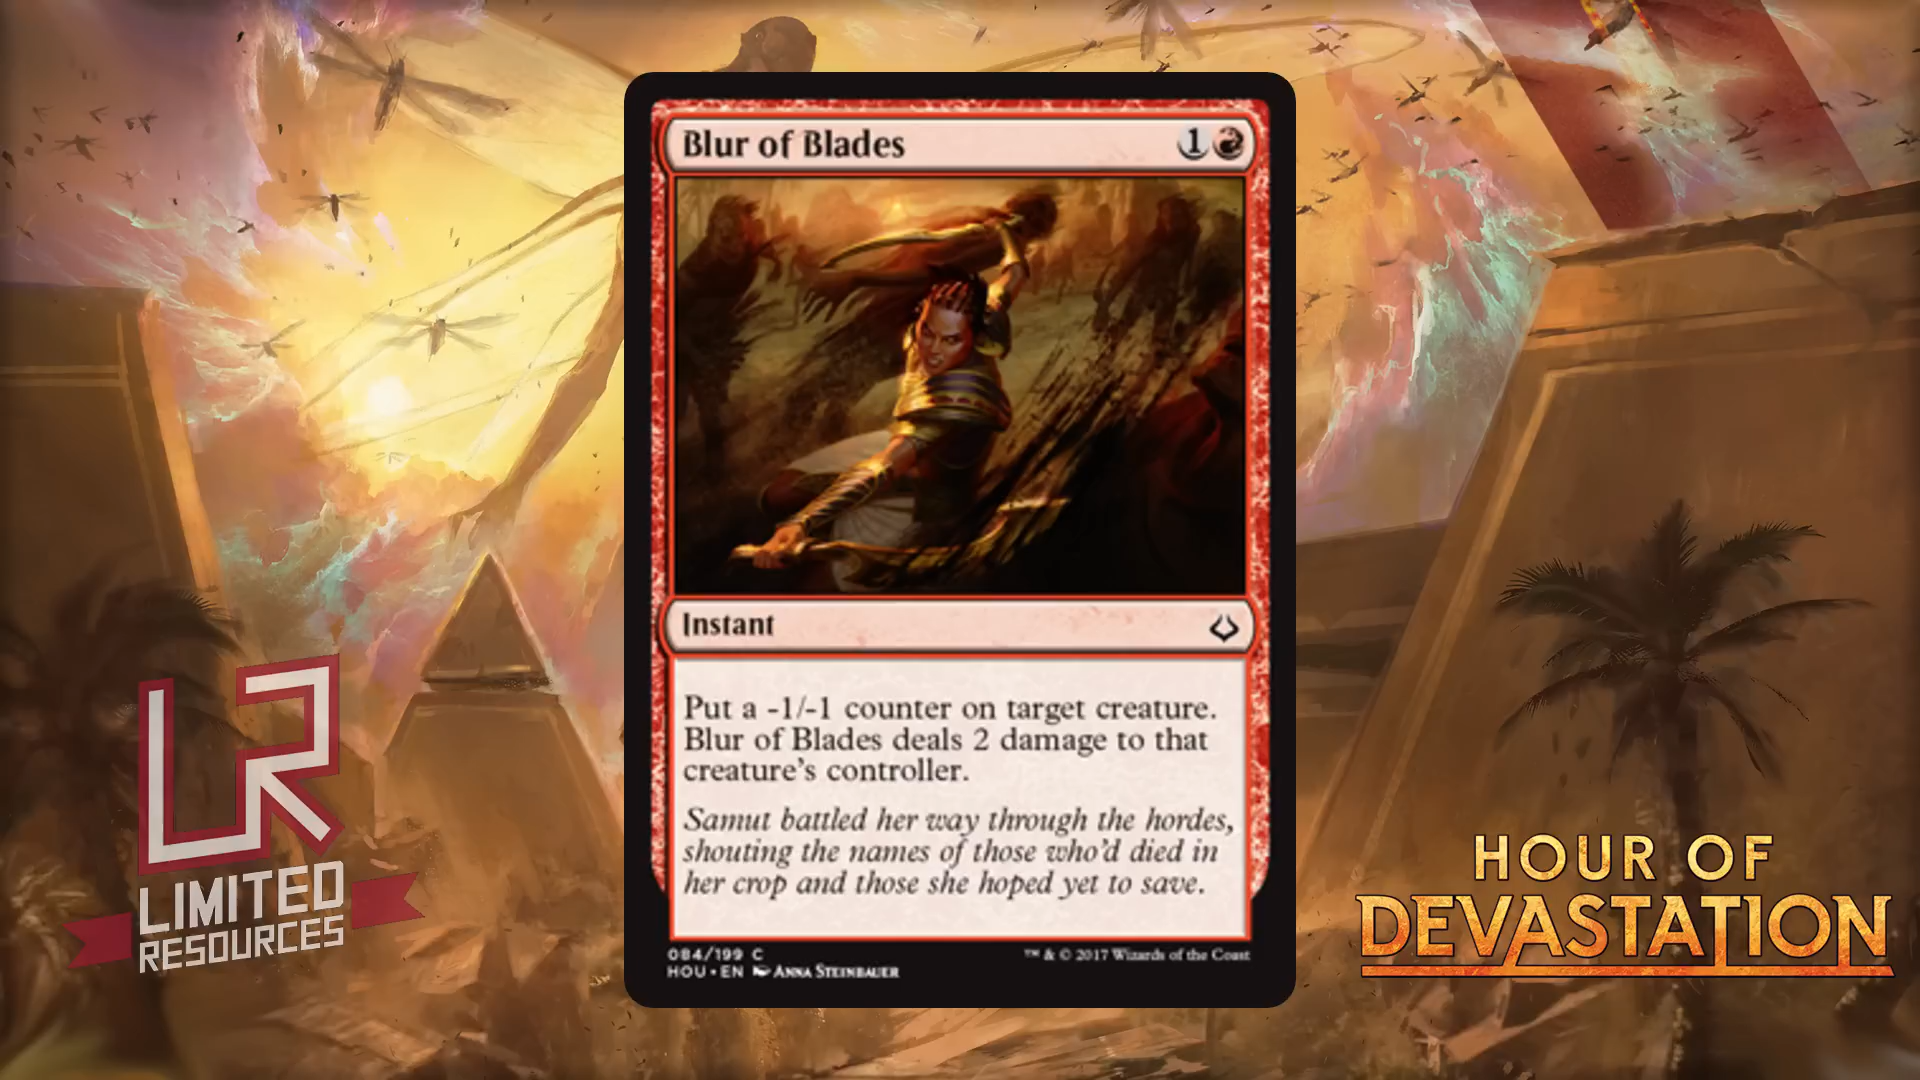 Blur of Blades
1
Instant
Put a -1/-1 counter on target creature.
Blur of Blades deals 2 damage to that
creature's controller.
Samut battled her way through the hordes,
shouting the names of those who'd died in
her crop and those she hoped yet to save.
084/199 C
HOU • EN Anna Steinbauer
™ & © 2017 Wizards of the Coast
LR
LIMITED
RESOURCES
HOUR OF
DEVASTATION